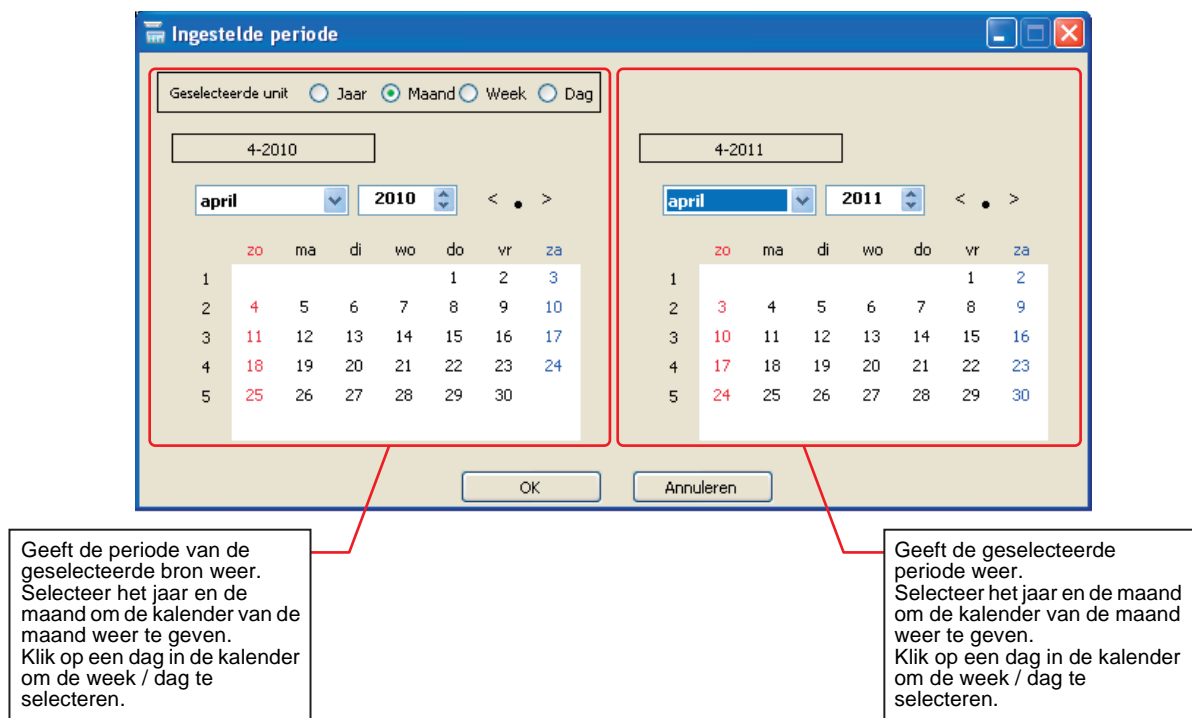 Ingestelde periode
Geselecteerde unit Jaar Maand Week Dag
4-2010
april 2010 < . >
zo ma di wo do vr za
1 1 2 3
2 4 5 6 7 8 9 10
3 11 12 13 14 15 16 17
4 18 19 20 21 22 23 24
5 25 26 27 28 29 30
4-2011
april 2011 < . >
zo ma di wo do vr za
1 1 2
2 3 4 5 6 7 8 9
3 10 11 12 13 14 15 16
4 17 18 19 20 21 22 23
5 24 25 26 27 28 29 30
OK Annuleren
Geeft de periode van de
geselecteerde bron weer.
Selecteer het jaar en de
maand om de kalender van de
maand weer te geven.
Klik op een dag in de kalender
om de week / dag te
selecteren.
Geeft de geselecteerde
periode weer.
Selecteer het jaar en de maand
om de kalender van de maand
weer te geven.
Klik op een dag in de kalender
om de week / dag te
selecteren.